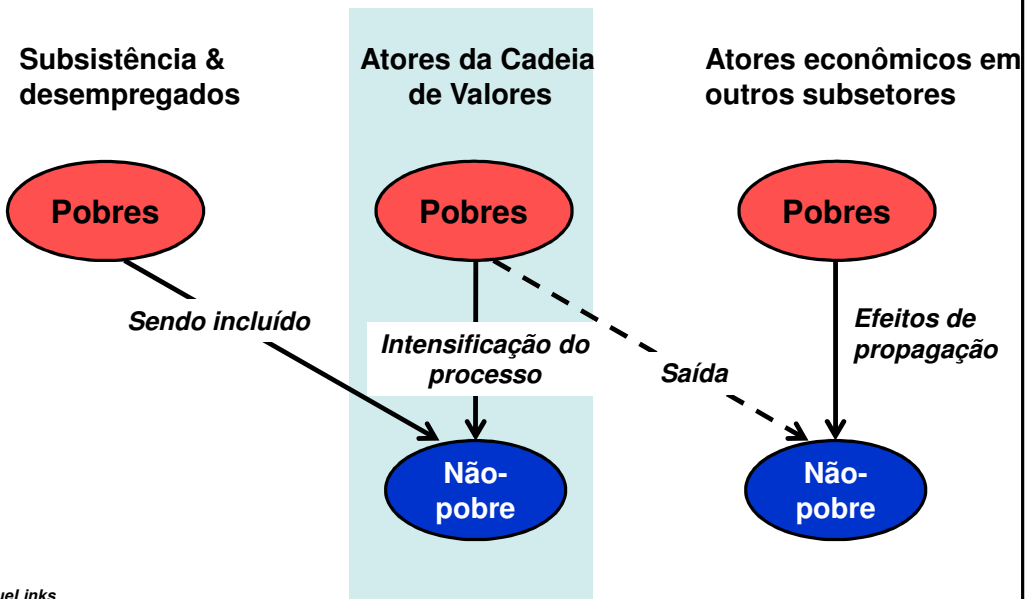 Subsistência &
desempregados
Atores da Cadeia
de Valores
Atores econômicos em
outros subsetores
Pobres
Pobres
Pobres
Sendo incluído
Intensificação do
processo
Saída
Efeitos de
propagação
Não-
pobre
Não-
pobre